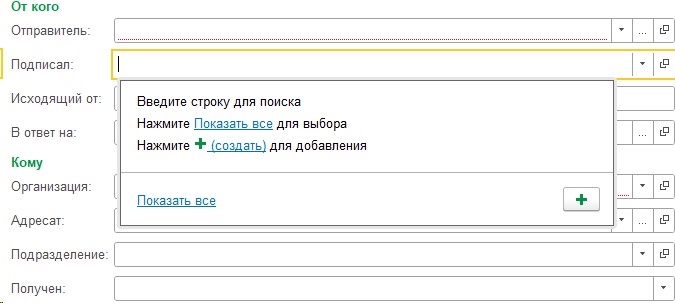 От кого
Отправитель:
...
Подписал:
Исходящий от:
Введите строку для поиска
Нажмите Показать все для выбора
Нажмите + (создать) для добавления
В ответ на:
...
Кому
Организация:
Показать все
Адресат:
...
Подразделение:
Получен: